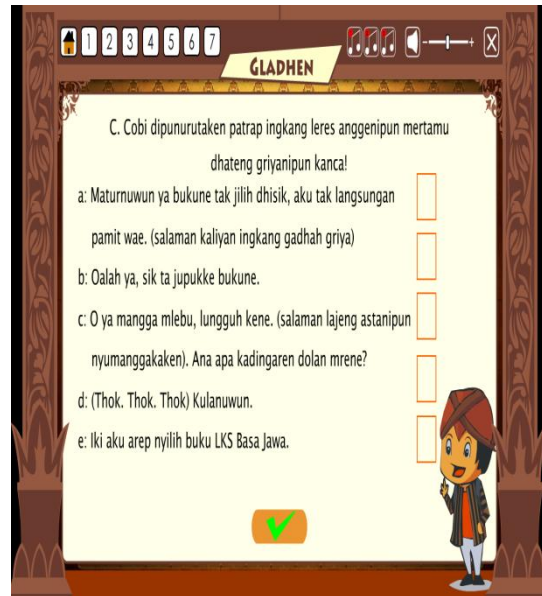 1 2 3 4 5 6 7
GLADHEN
C. Cobi dipunurutaken patrap ingkang leres anggenipun mertamu
dhateng griyanipun kanca!
a: Maturnuwun ya bukune tak jilih dhisik, aku tak langsungan
pamit wae. (salaman kaliyan ingkang gadhah griya)
b: Oalah ya, sik ta jupukke bukune.
c: O ya mangga mlebu, lungguh kene. (salaman lajeng astanipun
nyumanggakaken). Ana apa kadingaren dolan mrene?
d: (Thok. Thok. Thok) Kulanuwun.
e: Iki aku arep nyilih buku LKS Basa Jawa.